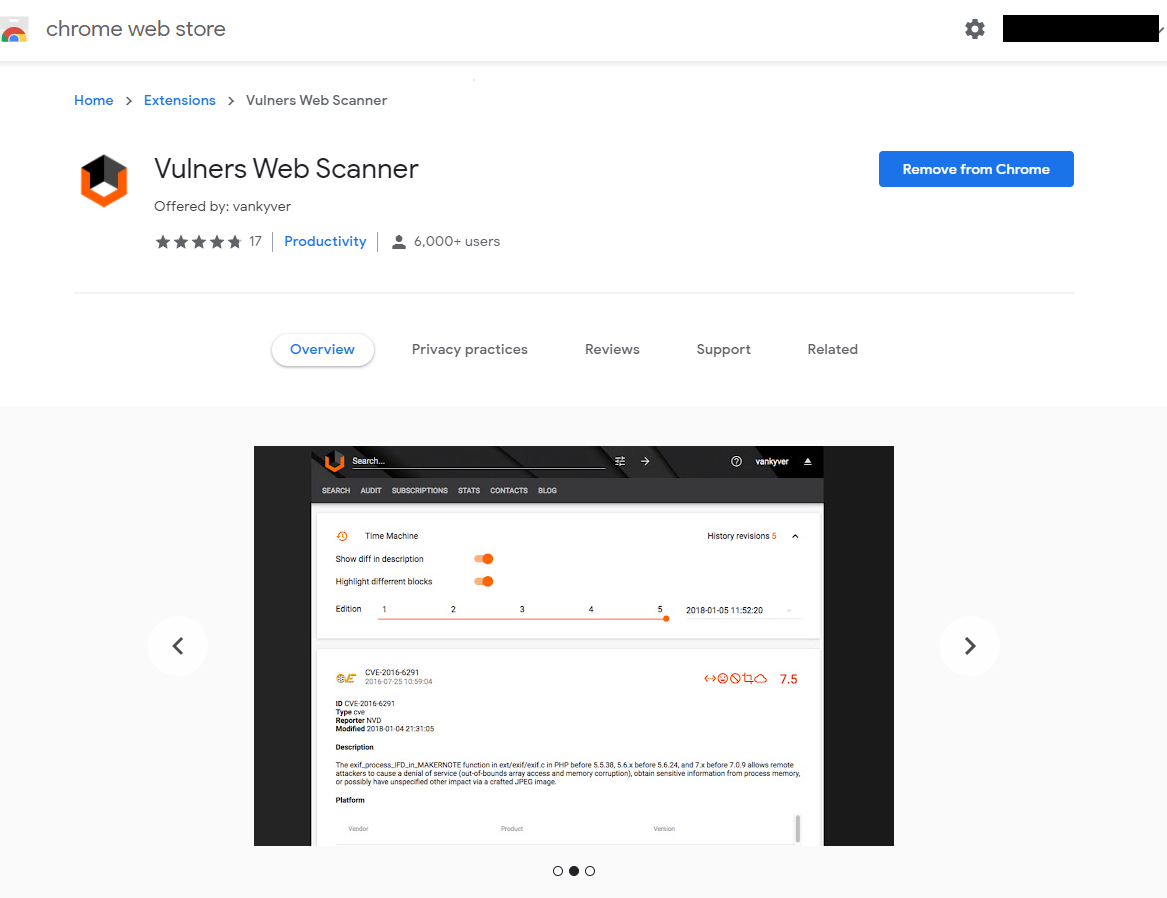 chrome web store
Home > Extensions > Vulners Web Scanner
Vulners Web Scanner
Remove from Chrome
Offered by: vankyver
17 Productivity 6,000+ users
Overview Privacy practices Reviews Support Related
Search... vankyver
SEARCH AUDIT SUBSCRIPTIONS STATS CONTACTS BLOG
Time Machine History revisions 5
Show diff in description
Highlight differrent blocks
Edition 1 2 3 4 5 2018-01-05 11:52:20
CVE CVE-2016-6291
2016-07-25 10:59:04
7.5
ID CVE-2016-6291
Type cve
Reporter NVD
Modified 2018-01-04 21:31:05
Description
The exif_process_IFD_in_MAKERNOTE function in ext/exif/exif.c in PHP before 5.5.38, 5.6.x before 5.6.24, and 7.x before 7.0.9 allows remote
attackers to cause a denial of service (out-of-bounds array access and memory corruption), obtain sensitive information from process memory,
or possibly have unspecified other impact via a crafted JPEG image.
Platform
Vendor Product Version